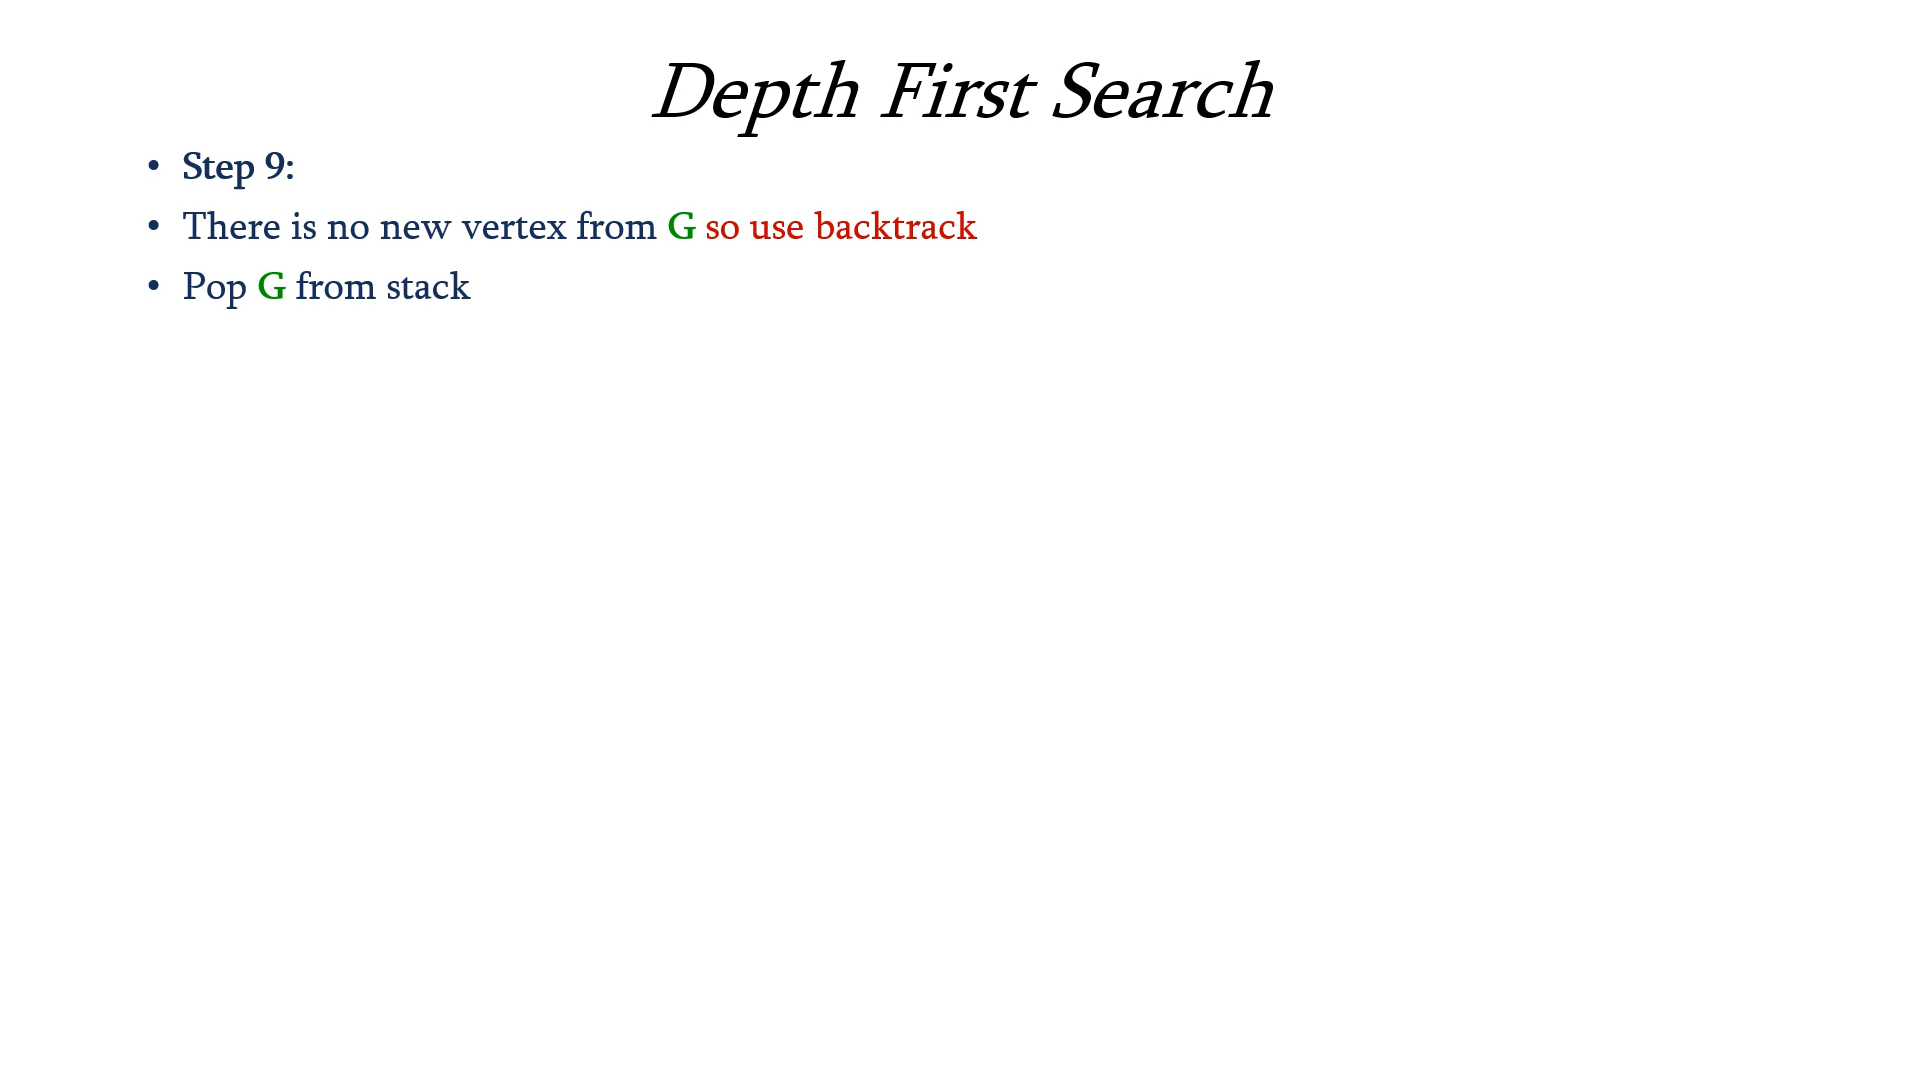 Depth First Search
• Step 9:
• There is no new vertex from G so use backtrack
• Pop G from stack